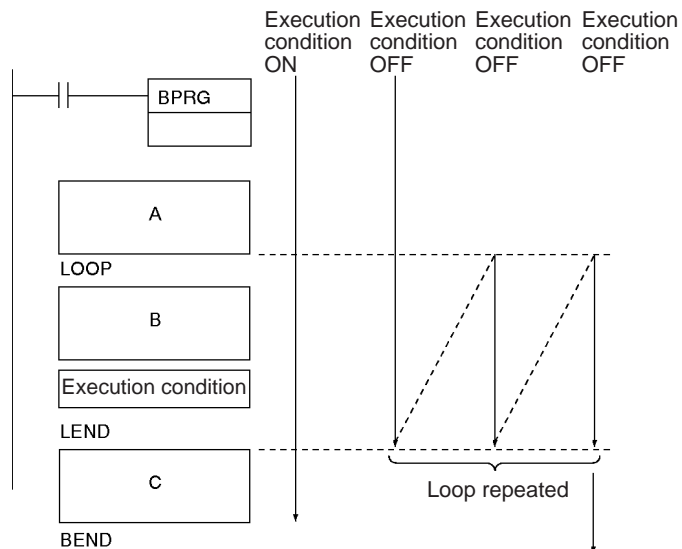 Execution condition ON
Execution condition OFF
Execution condition OFF
Execution condition OFF
BPRG
A
LOOP
B
Execution condition
LEND
C
Loop repeated
BEND